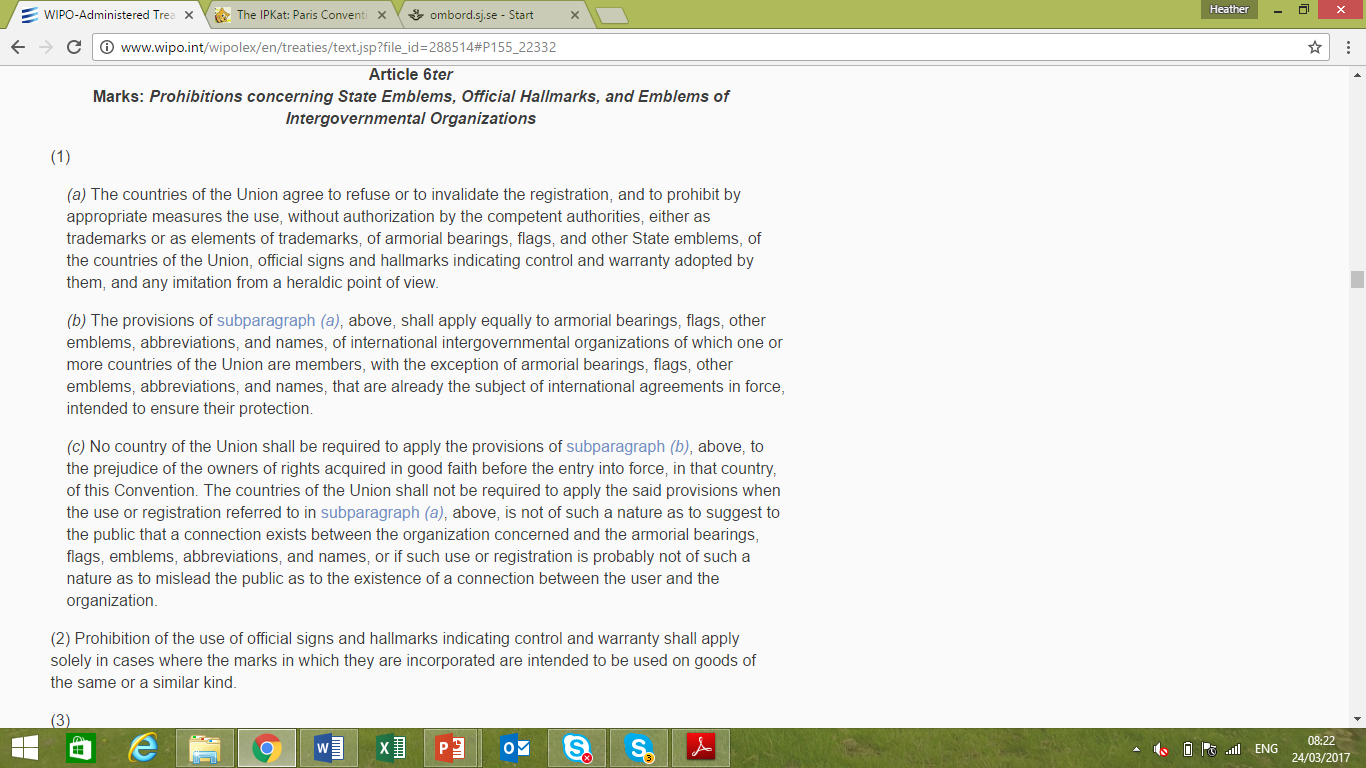 WIPO-Administered Trea
The IPKat: Paris Conventi
ombord.sj.se - Start
Heather
www.wipo.int/wipolex/en/treaties/text.jsp?file_id=288514#P155_22332
Article 6ter
Marks: Prohibitions concerning State Emblems, Official Hallmarks, and Emblems of
Intergovernmental Organizations
(1)
(a) The countries of the Union agree to refuse or to invalidate the registration, and to prohibit by
appropriate measures the use, without authorization by the competent authorities, either as
trademarks or as elements of trademarks, of armorial bearings, flags, and other State emblems, of
the countries of the Union, official signs and hallmarks indicating control and warranty adopted by
them, and any imitation from a heraldic point of view.
(b) The provisions of subparagraph (a), above, shall apply equally to armorial bearings, flags, other
emblems, abbreviations, and names, of international intergovernmental organizations of which one or
more countries of the Union are members, with the exception of armorial bearings, flags, other
emblems, abbreviations, and names, that are already the subject of international agreements in force,
intended to ensure their protection.
(c) No country of the Union shall be required to apply the provisions of subparagraph (b), above, to
the prejudice of the owners of rights acquired in good faith before the entry into force, in that country,
of this Convention. The countries of the Union shall not be required to apply the said provisions when
the use or registration referred to in subparagraph (a), above, is not of such a nature as to suggest to
the public that a connection exists between the organization concerned and the armorial bearings,
flags, emblems, abbreviations, and names, or if such use or registration is probably not of such a
nature as to mislead the public as to the existence of a connection between the user and the
organization.
(2) Prohibition of the use of official signs and hallmarks indicating control and warranty shall apply
solely in cases where the marks in which they are incorporated are intended to be used on goods of
the same or a similar kind.
(3)
ENG
08:22
24/03/2017